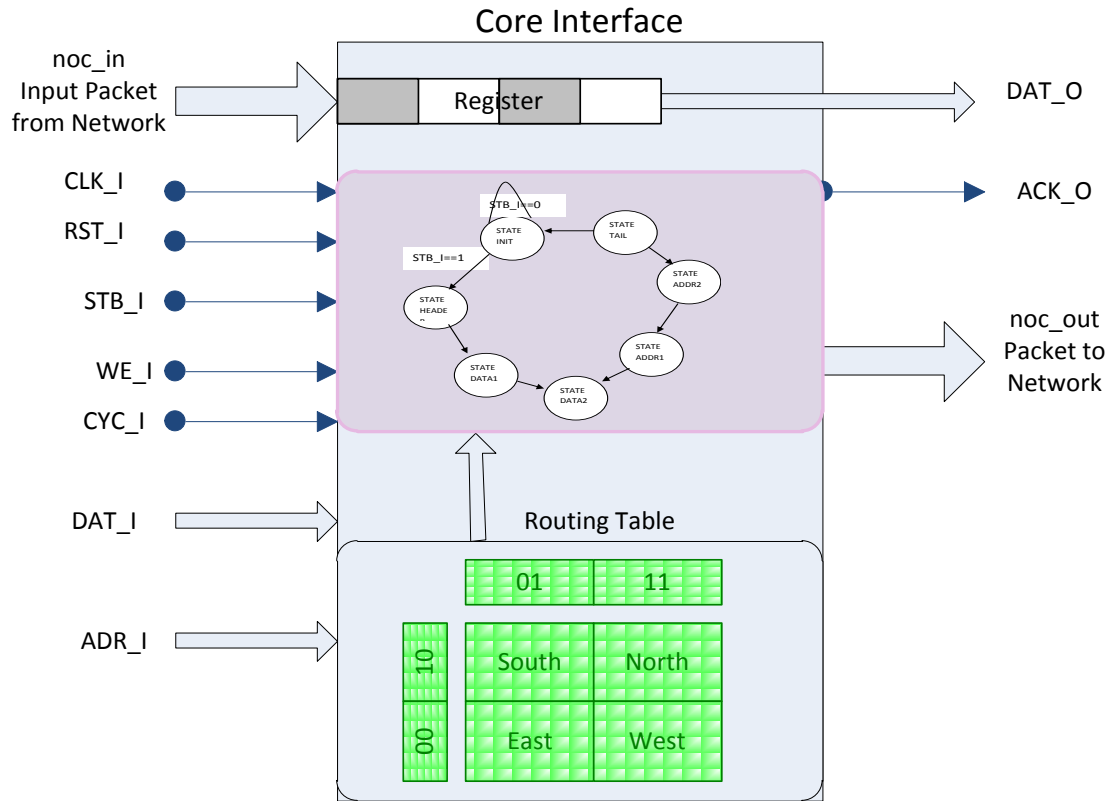 Core Interface
noc_in
Input Packet
from Network
Register
DAT_O
CLK_I
ACK_O
RST_I
STB_I
WE_I
CYC_I
STB_I==0
STATE
INIT
STATE
TAIL
STB_I==1
STATE
ADDR2
STATE
HEADE
STATE
ADDR1
STATE
DATA1
STATE
DATA2
noc_out
Packet to
Network
DAT_I
Routing Table
ADR_I
01
11
10
South
North
00
East
West